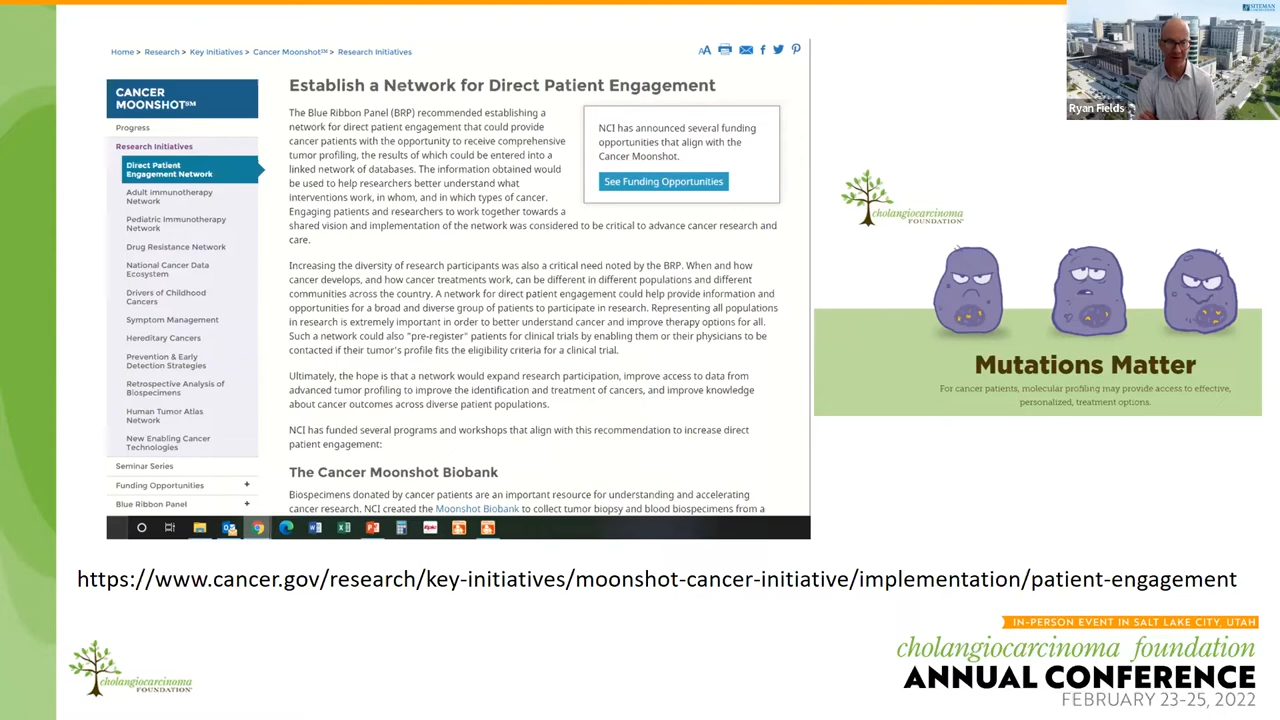 Home > Research > Key Initiatives > Cancer Moonshot℠ > Research Initiatives
AA
CANCER
MOONSHOT℠
Progress
Research Initiatives
Direct Patient
Engagement Network
Adult immunotherapy
Network
Pediatric Immunotherapy
Network
Drug Resistance Network
National Cancer Data
Ecosystem
Drivers of Childhood
Cancers
Symptom Management
Hereditary Cancers
Prevention & Early
Detection Strategies
Retrospective Analysis of
Biospecimens
Human Tumor Atlas
Network
New Enabling Cancer
Technologies
Seminar Series
Funding Opportunities +
Blue Ribbon Panel +
Establish a Network for Direct Patient Engagement
The Blue Ribbon Panel (BRP) recommended establishing a
network for direct patient engagement that could provide
cancer patients with the opportunity to receive comprehensive
tumor profiling, the results of which could be entered into a
linked network of databases. The information obtained would
be used to help researchers better understand what
interventions work, in whom, and in which types of cancer.
Engaging patients and researchers to work together towards a
shared vision and implementation of the network was considered to be critical to advance cancer research and
care.
NCI has announced several funding
opportunities that align with the
Cancer Moonshot.
See Funding Opportunities
Increasing the diversity of research participants was also a critical need noted by the BRP. When and how
cancer develops, and how cancer treatments work, can be different in different populations and different
communities across the country. A network for direct patient engagement could help provide information and
opportunities for a broad and diverse group of patients to participate in research. Representing all populations
in research is extremely important in order to better understand cancer and improve therapy options for all.
Such a network could also "pre-register" patients for clinical trials by enabling them or their physicians to be
contacted if their tumor's profile fits the eligibility criteria for a clinical trial.
Ultimately, the hope is that a network would expand research participation, improve access to data from
advanced tumor profiling to improve the identification and treatment of cancers, and improve knowledge
about cancer outcomes across diverse patient populations.
NCI has funded several programs and workshops that align with this recommendation to increase direct
patient engagement:
The Cancer Moonshot Biobank
Biospecimens donated by cancer patients are an important resource for understanding and accelerating
cancer research. NCI created the Moonshot Biobank to collect tumor biopsy and blood biospecimens from a
SITEMAN
Ryan Fields
cholangiocarcinoma
FOUNDATION
Mutations Matter
For cancer patients, molecular profiling may provide access to effective,
personalized, treatment options.
https://www.cancer.gov/research/key-initiatives/moonshot-cancer-initiative/implementation/patient-engagement
cholangiocarcinoma
FOUNDATION
IN-PERSON EVENT IN SALT LAKE CITY, UTAH
cholangiocarcinoma foundation
ANNUAL CONFERENCE
FEBRUARY 23-25, 2022